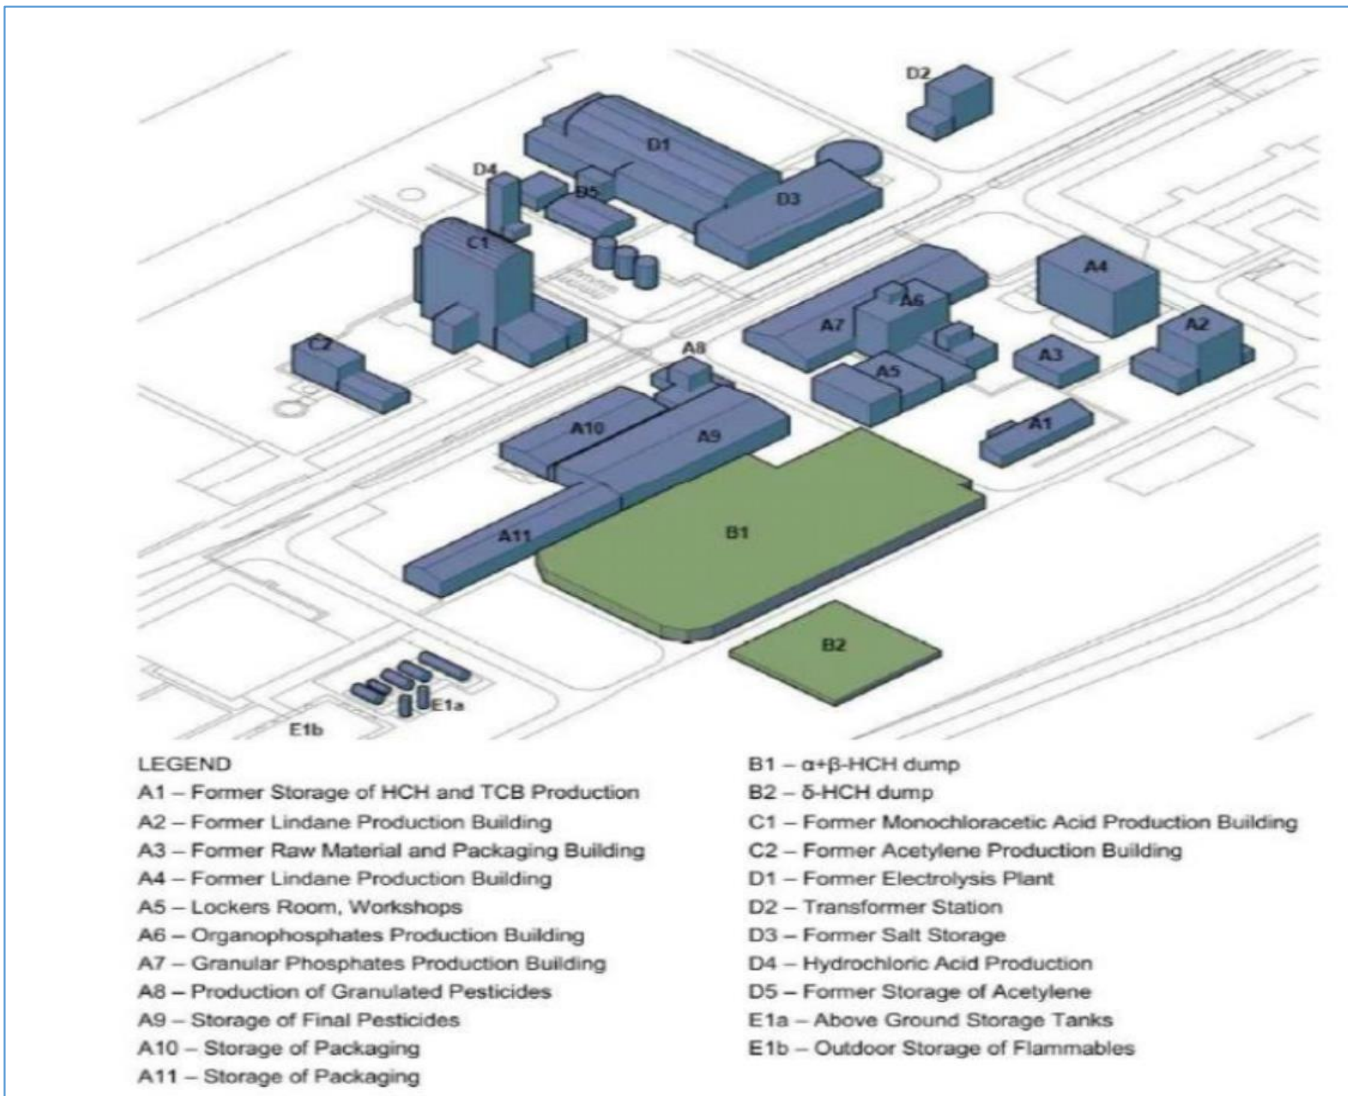 D2
D1
D4
D5
D3
C1
A4
A6
A7
A2
C2
A8
A3
A5
A10
A9
A1
A11
B1
B2
E1a
E1b
LEGEND
A1 – Former Storage of HCH and TCB Production
A2 – Former Lindane Production Building
A3 – Former Raw Material and Packaging Building
A4 – Former Lindane Production Building
A5 – Lockers Room, Workshops
A6 – Organophosphates Production Building
A7 – Granular Phosphates Production Building
A8 – Production of Granulated Pesticides
A9 – Storage of Final Pesticides
A10 – Storage of Packaging
A11 – Storage of Packaging
B1 – α+β-HCH dump
B2 – δ-HCH dump
C1 – Former Monochloracetic Acid Production Building
C2 – Former Acetylene Production Building
D1 – Former Electrolysis Plant
D2 – Transformer Station
D3 – Former Salt Storage
D4 – Hydrochloric Acid Production
D5 – Former Storage of Acetylene
E1a – Above Ground Storage Tanks
E1b – Outdoor Storage of Flammables